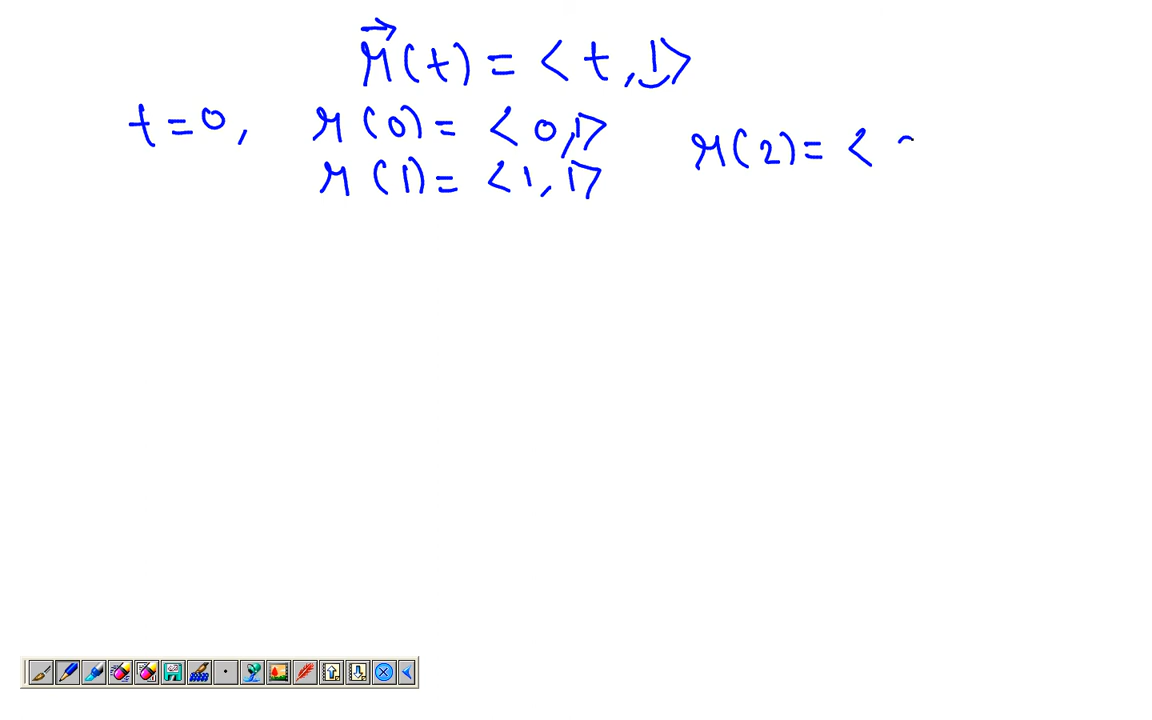 r⃗(t) = <t, 1>
t = 0, r(0) = <0, 1>
r(1) = <1, 1>
r(2) = <